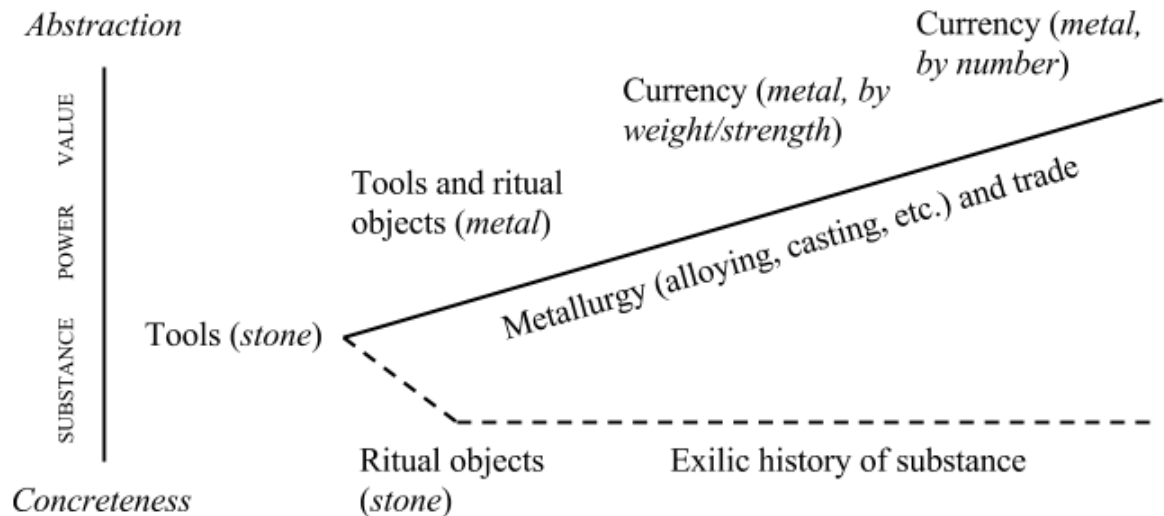 Abstraction
Currency (metal,
by number)
Currency (metal, by
weight/strength)
VALUE
Tools and ritual
objects (metal)
POWER
Metallurgy (alloying, casting, etc.) and trade
Tools (stone)
SUBSTANCE
Ritual objects
(stone)
Exilic history of substance
Concreteness